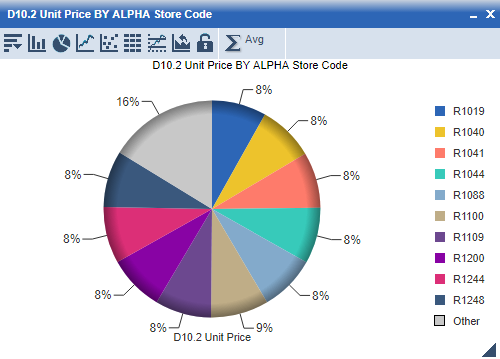 D10.2 Unit Price BY ALPHA Store Code
Avg
D10.2 Unit Price BY ALPHA Store Code
16%
8%
8%
8%
8%
8%
8%
8%
8%
8%
9%
D10.2 Unit Price
R1019
R1040
R1041
R1044
R1088
R1100
R1109
R1200
R1244
R1248
Other